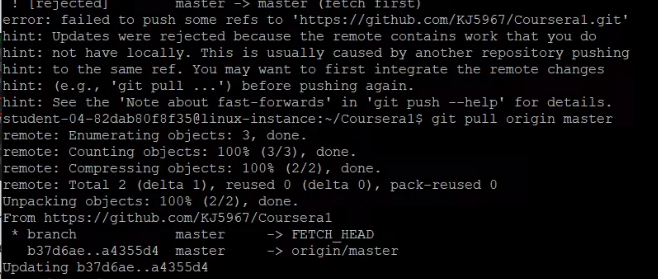 ! [rejected]        master -> master (fetch first)
error: failed to push some refs to 'https://github.com/KJ5967/Coursera1.git'
hint: Updates were rejected because the remote contains work that you do
hint: not have locally. This is usually caused by another repository pushing
hint: to the same ref. You may want to first integrate the remote changes
hint: (e.g., 'git pull ...') before pushing again.
hint: See the 'Note about fast-forwards' in 'git push --help' for details.
student-04-82dab80f8f35@linux-instance:~/Coursera1$ git pull origin master
remote: Enumerating objects: 3, done.
remote: Counting objects: 100% (3/3), done.
remote: Compressing objects: 100% (2/2), done.
remote: Total 2 (delta 1), reused 0 (delta 0), pack-reused 0
Unpacking objects: 100% (2/2), done.
From https://github.com/KJ5967/Coursera1
 * branch            master     -> FETCH_HEAD
   b37d6ae..a4355d4  master     -> origin/master
Updating b37d6ae..a4355d4